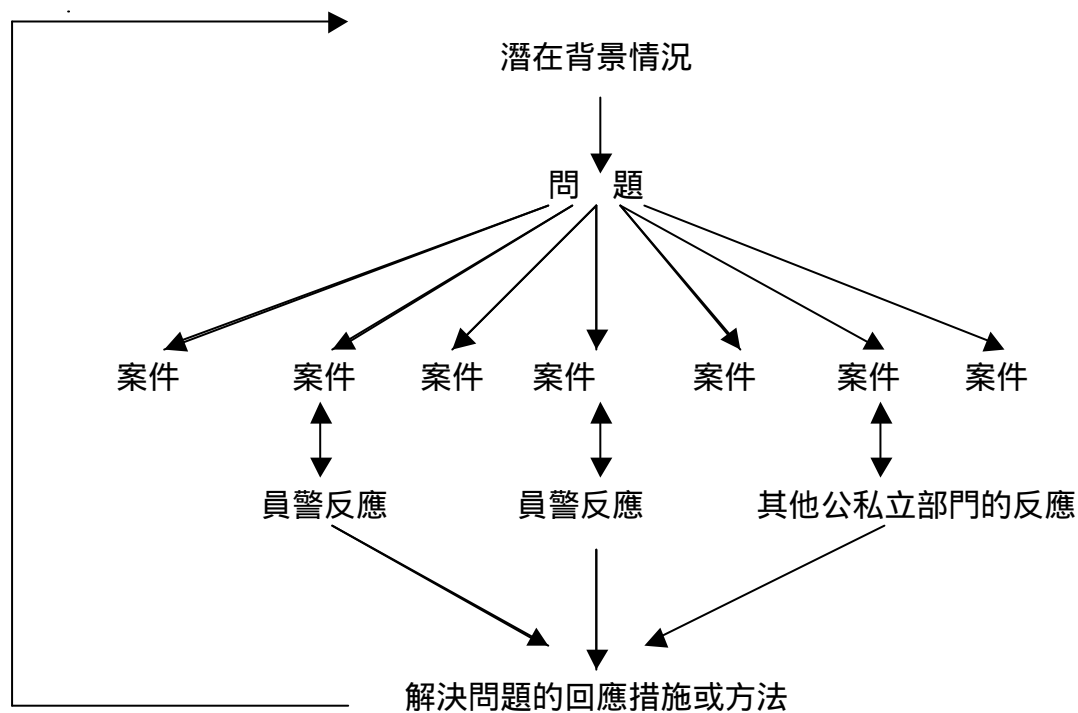 潛在背景情況
問 題
案件 案件 案件 案件 案件 案件 案件
員警反應 員警反應 其他公私立部門的反應
解決問題的回應措施或方法